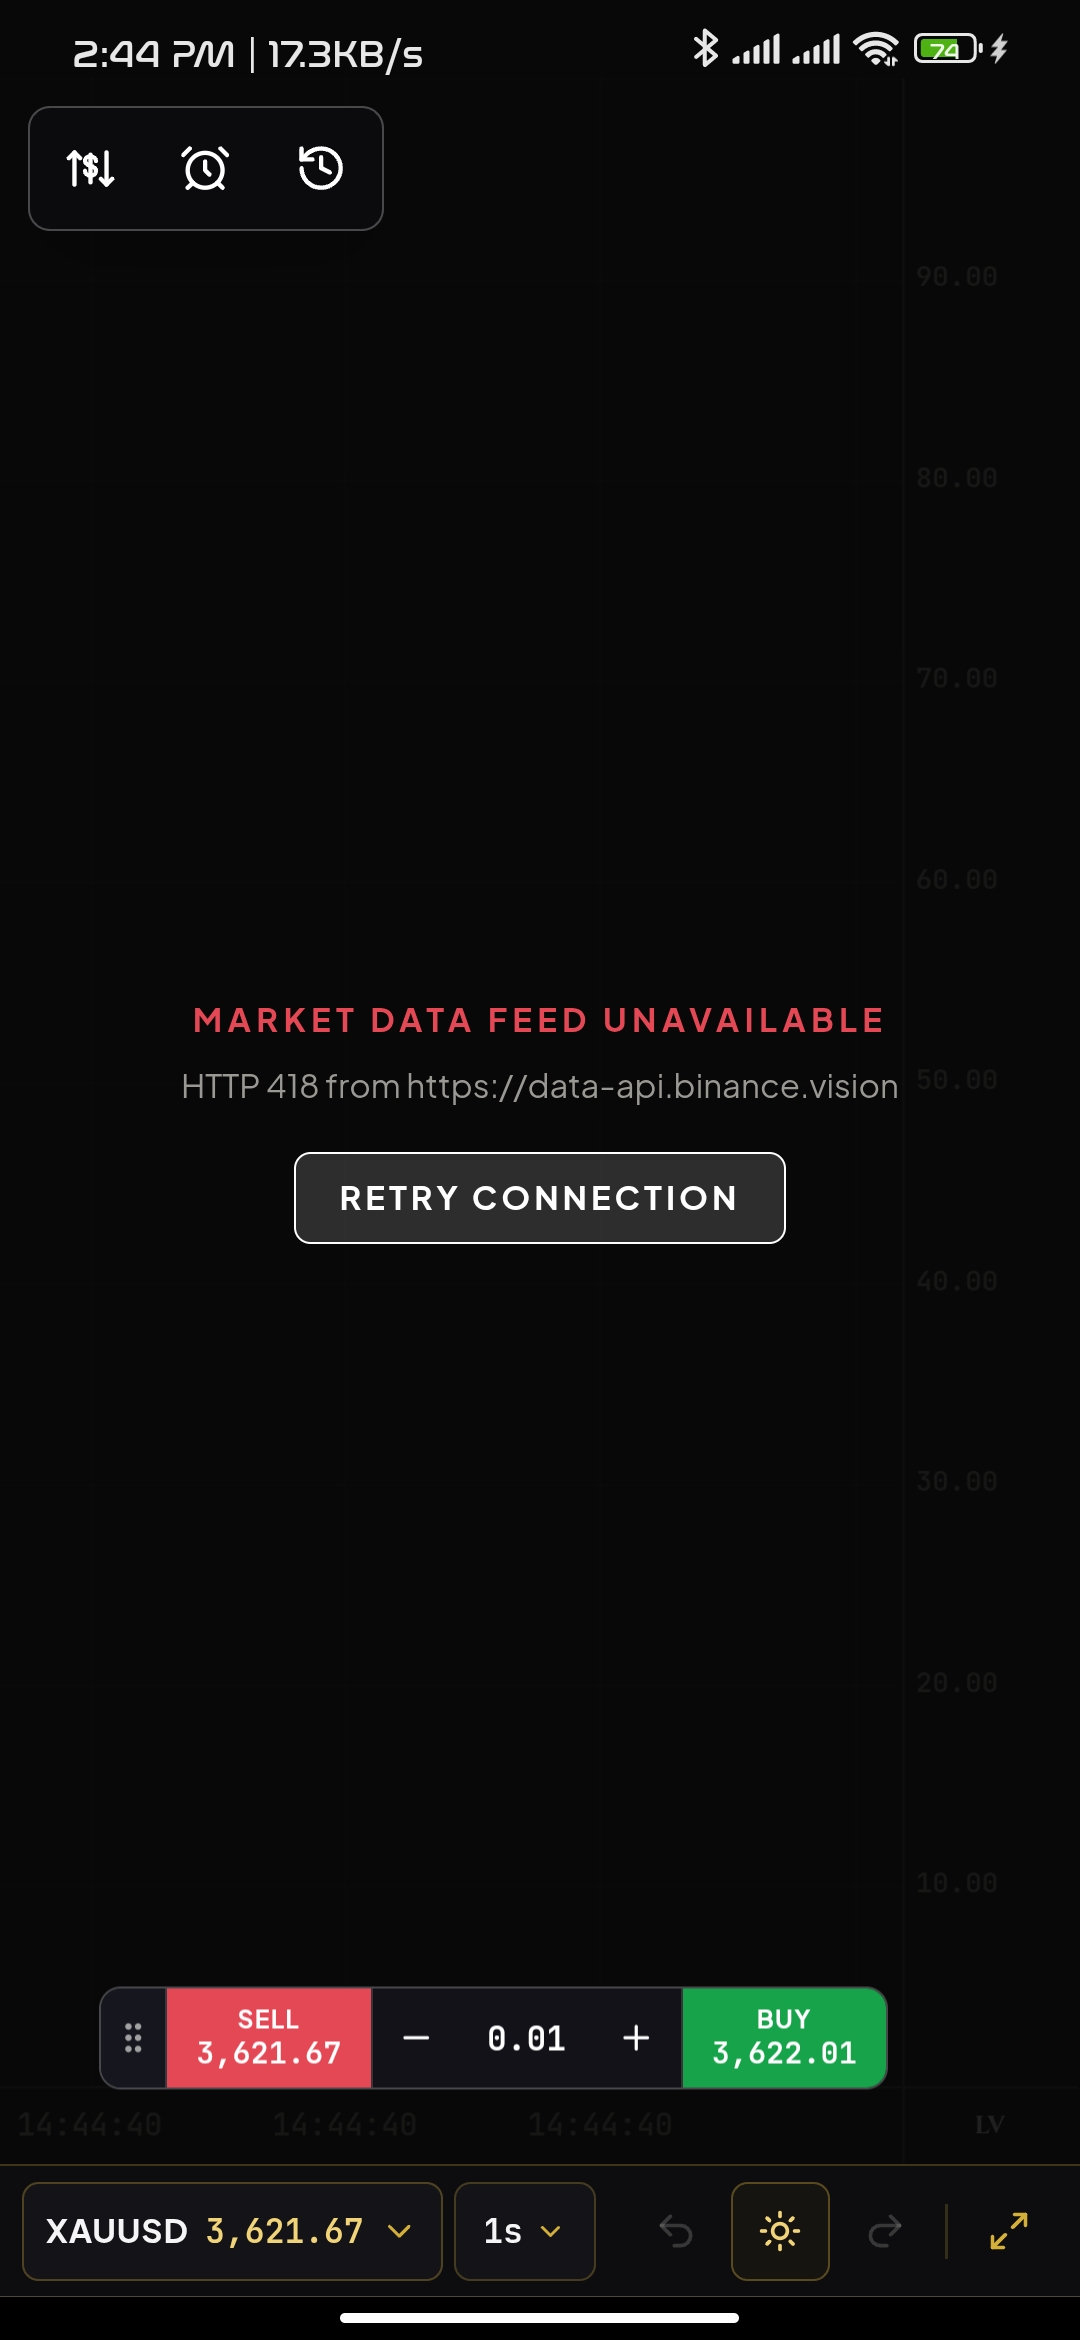 2:44 PM | 17.3KB/s
74
$
90.00
80.00
70.00
60.00
MARKET DATA FEED UNAVAILABLE
HTTP 418 from https://data-api.binance.vision
50.00
RETRY CONNECTION
40.00
30.00
20.00
10.00
SELL
3,621.67
0.01
BUY
3,622.01
14:44:40 14:44:40 14:44:40 LV
XAUUSD 3,621.67 1s